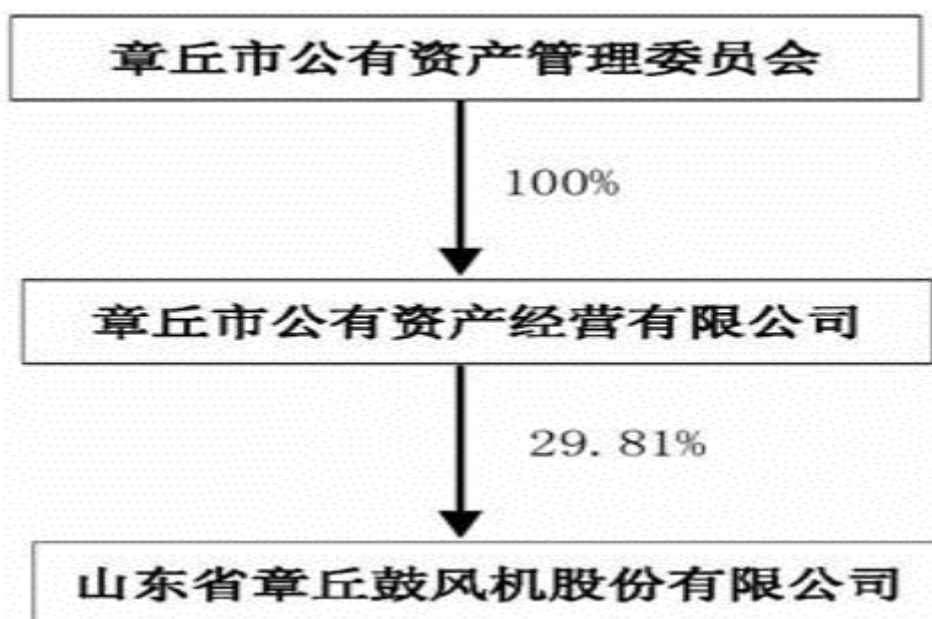 章丘市公有资产管理委员会
100%
章丘市公有资产经营有限公司
29.81%
山东省章丘鼓风机股份有限公司